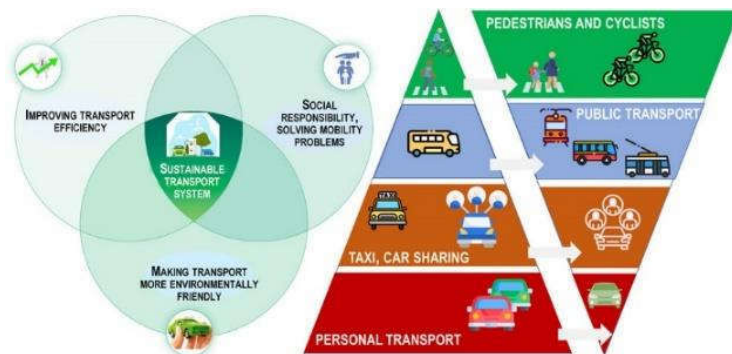 IMPROVING TRANSPORT
EFFICIENCY
SOCIAL
RESPONSIBILITY,
SOLVING MOBILITY
PROBLEMS
SUSTAINABLE
TRANSPORT
SYSTEM
MAKING TRANSPORT
MORE ENVIRONMENTALLY
FRIENDLY
PEDESTRIANS AND CYCLISTS
PUBLIC TRANSPORT
TAXI
TAXI, CAR SHARING
PERSONAL TRANSPORT